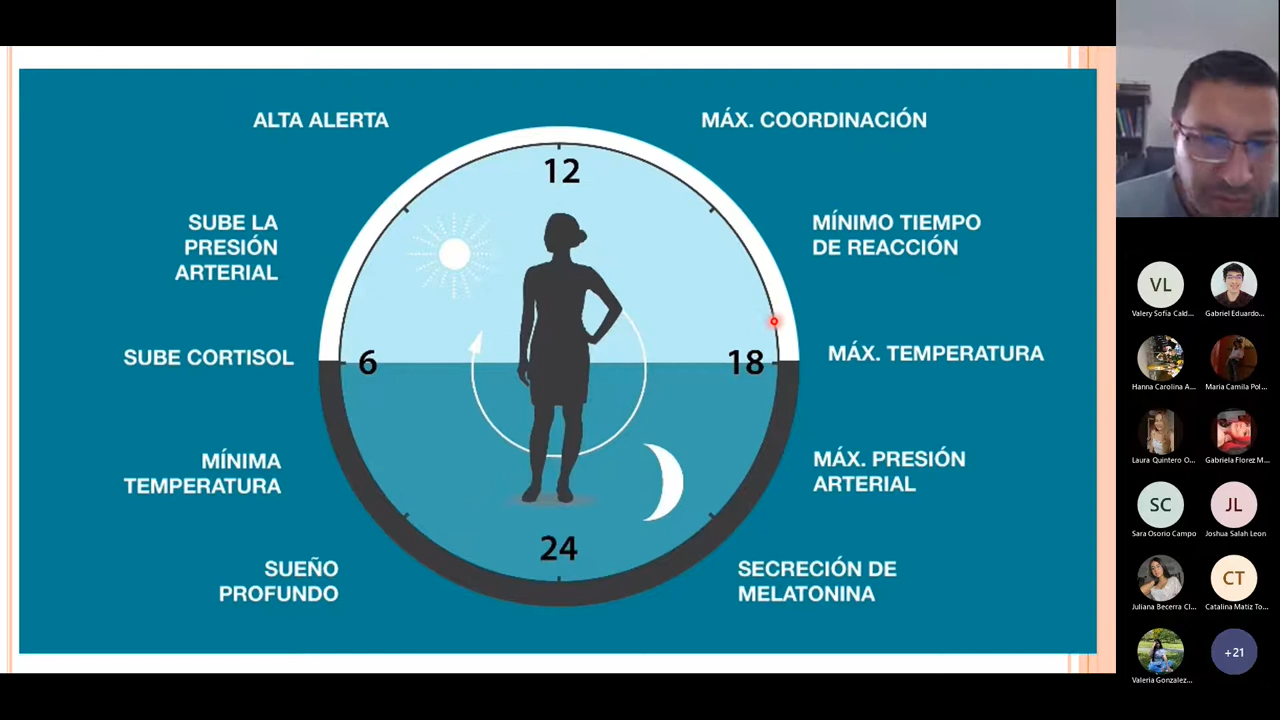 ALTA ALERTA
MÁX. COORDINACIÓN
12
SUBE LA
PRESIÓN
ARTERIAL
MÍNIMO TIEMPO
DE REACCIÓN
SUBE CORTISOL
6
18
MÁX. TEMPERATURA
MÍNIMA
TEMPERATURA
MÁX. PRESIÓN
ARTERIAL
24
SUEÑO
PROFUNDO
SECRECIÓN DE
MELATONINA
VL
Valery Sofía Cald...
Gabriel Eduardo...
Hanna Carolina A...
Maria Camila Pol...
Laura Quintero O...
Gabriela Florez M...
SC
Sara Osorio Campo
JL
Joshua Salah Leon
Juliana Becerra Cl...
CT
Catalina Matiz To...
Valeria Gonzalez...
+21